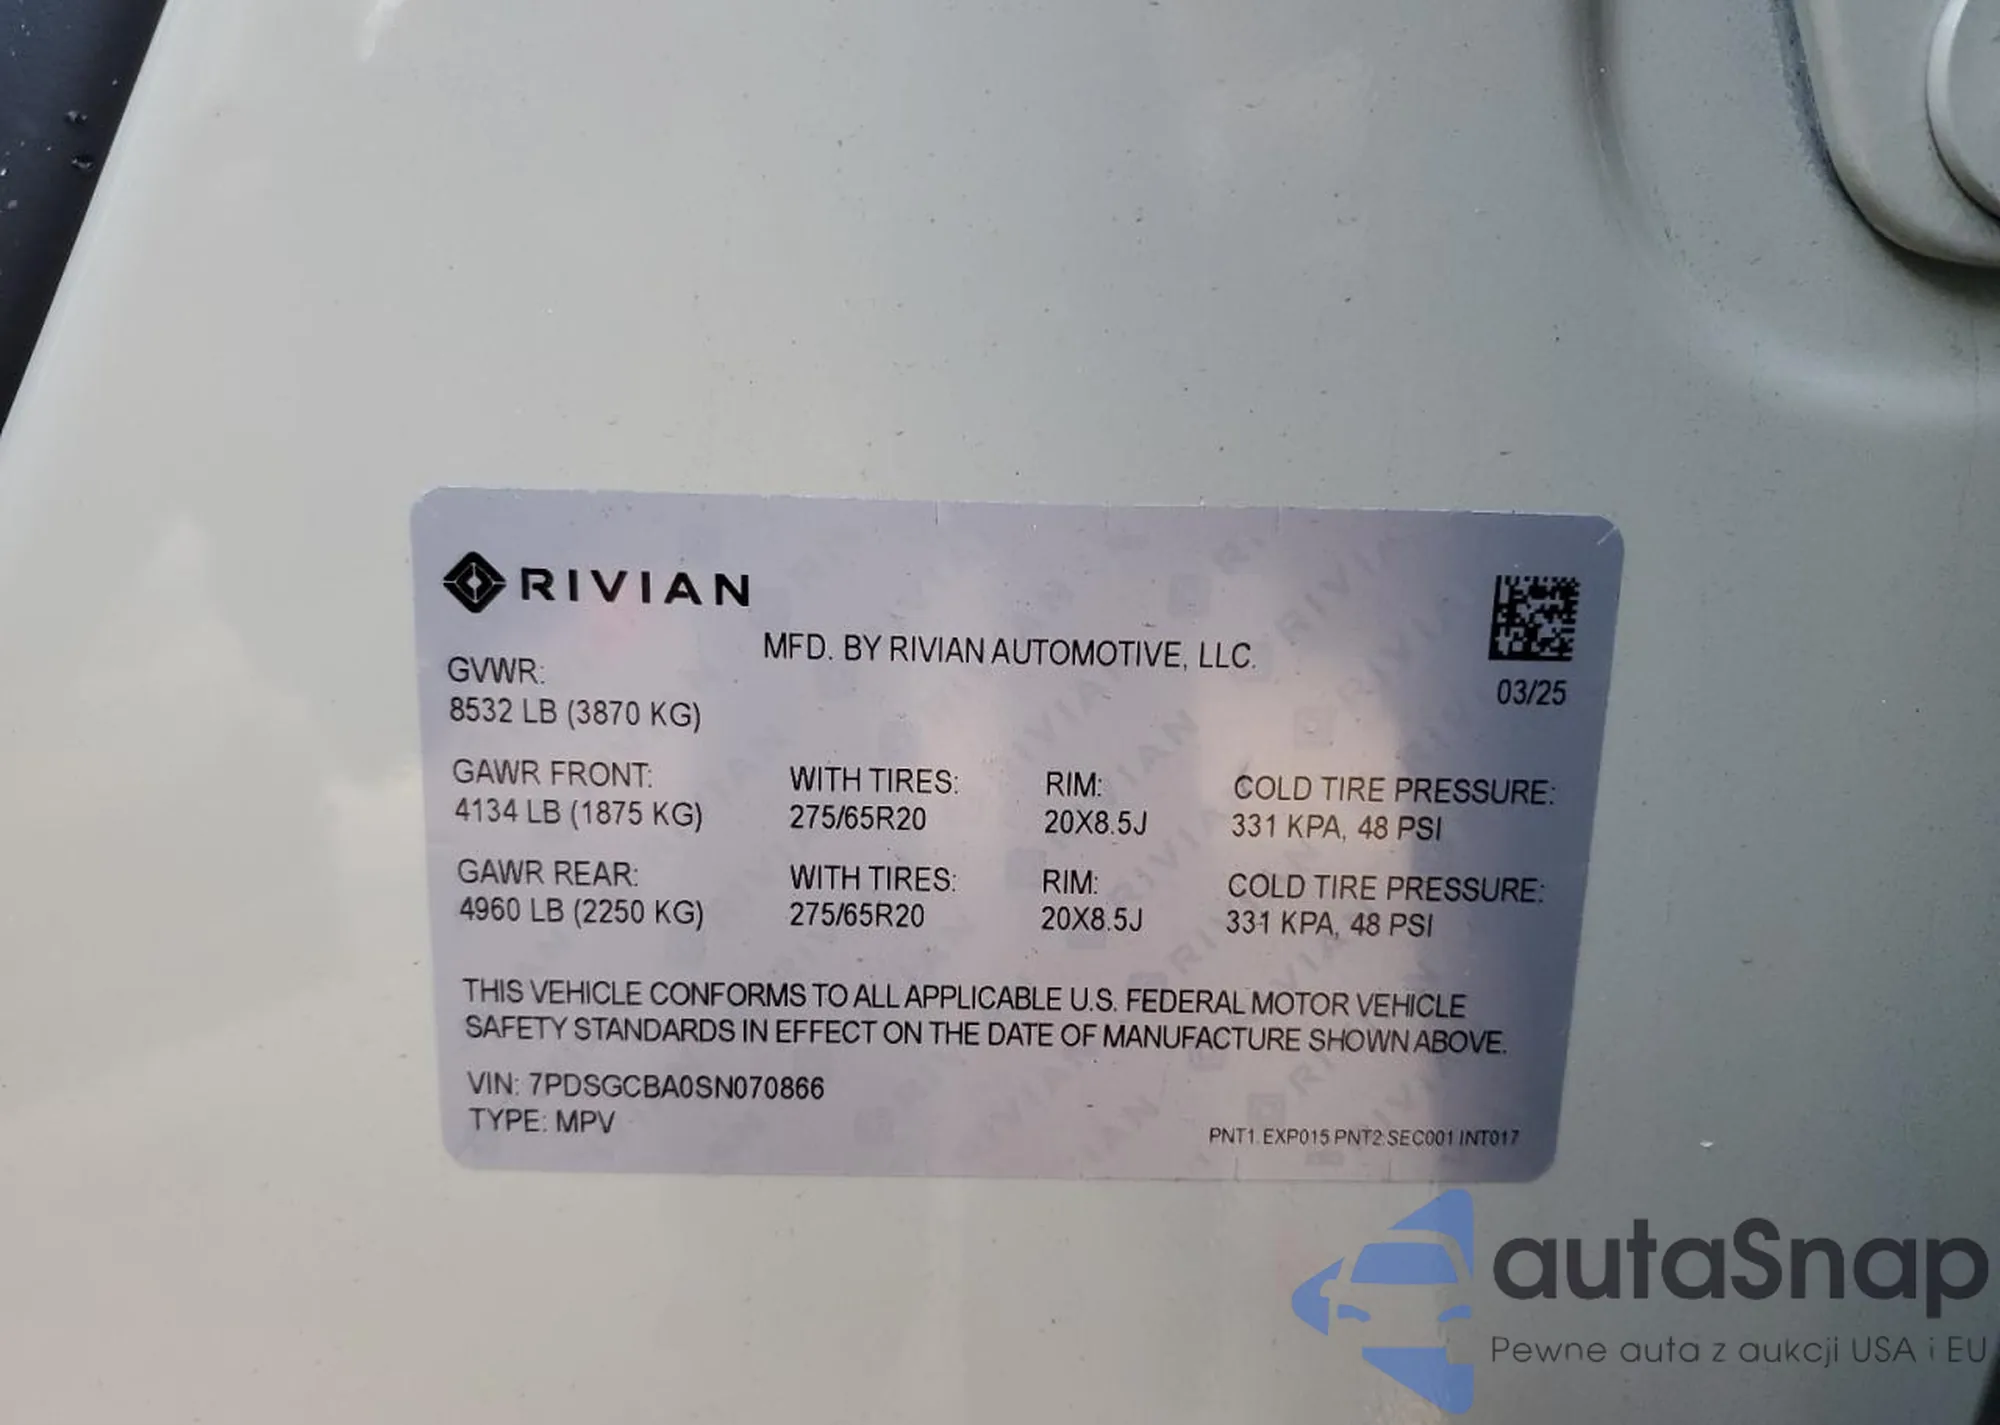 RIVIAN
MFD. BY RIVIAN AUTOMOTIVE, LLC.
03/25
GVWR:
8532 LB (3870 KG)
GAWR FRONT: WITH TIRES: RIM: COLD TIRE PRESSURE:
4134 LB (1875 KG) 275/65R20 20X8.5J 331 KPA, 48 PSI
GAWR REAR: WITH TIRES: RIM: COLD TIRE PRESSURE:
4960 LB (2250 KG) 275/65R20 20X8.5J 331 KPA, 48 PSI
THIS VEHICLE CONFORMS TO ALL APPLICABLE U.S. FEDERAL MOTOR VEHICLE
SAFETY STANDARDS IN EFFECT ON THE DATE OF MANUFACTURE SHOWN ABOVE.
VIN: 7PDSGCBA0SN070866
TYPE: MPV
PNT1:EXP015 PNT2:SEC001 INT017
autaSnap
Pewne auta z aukcji USA i EU